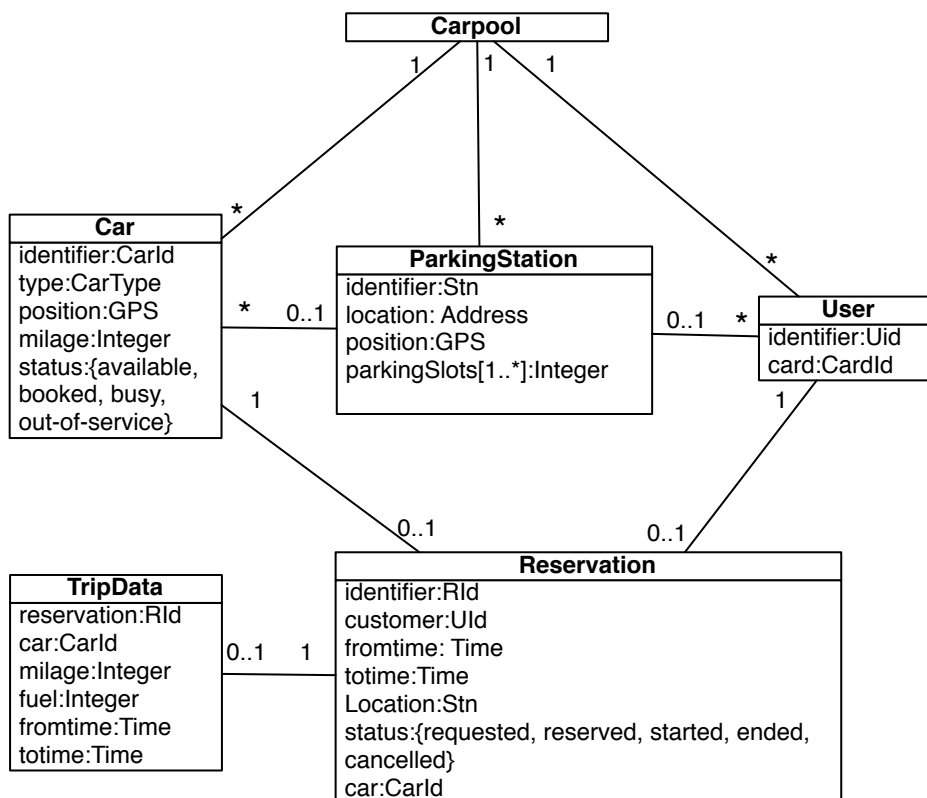 Carpool
1
1
1
*
*
*
Car
identifier:CarId
type:CarType
position:GPS
milage:Integer
status:{available,
booked, busy,
out-of-service}
*
0..1
ParkingStation
identifier:Stn
location: Address
position:GPS
parkingSlots[1..*]:Integer
0..1
*
User
identifier:Uid
card:CardId
1
1
0..1
0..1
TripData
reservation:RId
car:CarId
milage:Integer
fuel:Integer
fromtime:Time
totime:Time
0..1
1
Reservation
identifier:RId
customer:UId
fromtime: Time
totime:Time
Location:Stn
status:{requested, reserved, started, ended,
cancelled}
car:CarId